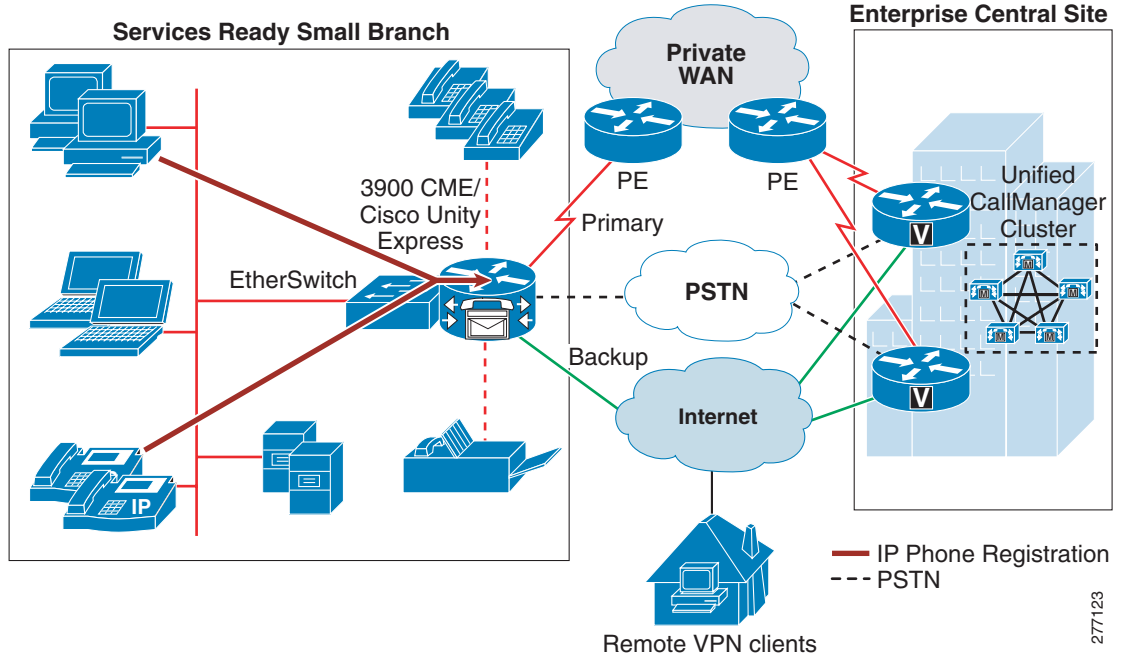 Services Ready Small Branch
Enterprise Central Site
Private
WAN
PE
PE
3900 CME/
Cisco Unity
Express
Primary
Unified
CallManager
Cluster
V
M
M
M
M
M
EtherSwitch
PSTN
Backup
Internet
V
IP
IP Phone Registration
PSTN
Remote VPN clients
277123